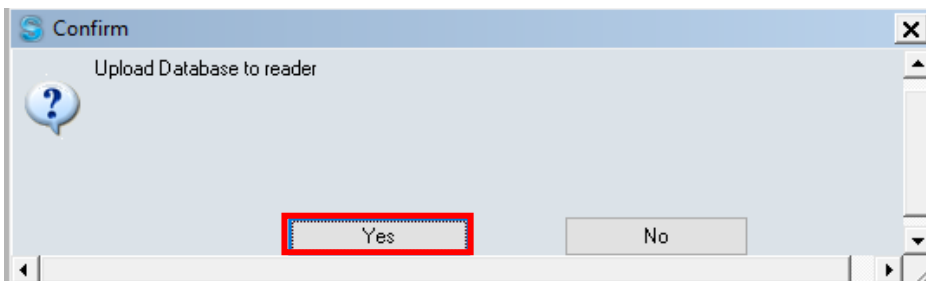 Confirm
Upload Database to reader
Yes
No